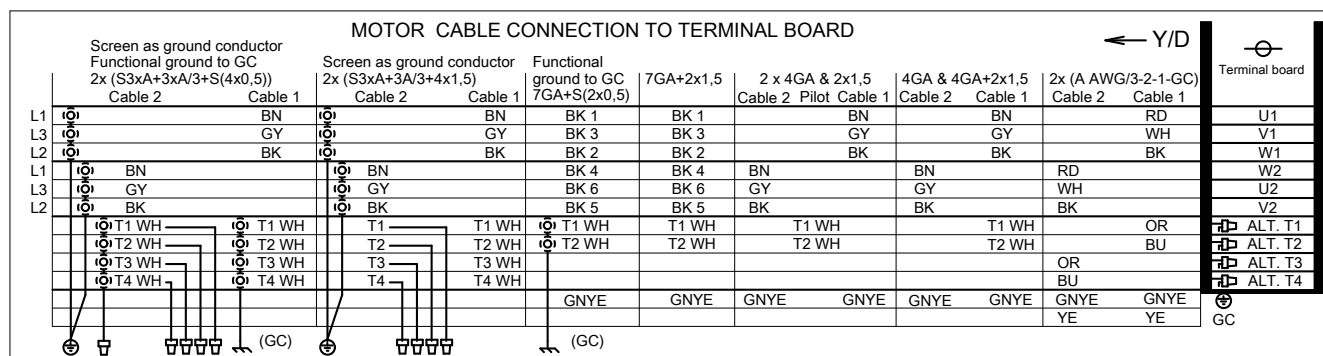 MOTOR CABLE CONNECTION TO TERMINAL BOARD
Y/D
Screen as ground conductor
Functional ground to GC
2x (S3xA+3xA/3+S(4x0,5))
Cable 2 Cable 1
Screen as ground conductor
2x (S3xA+3A/3+4x1,5)
Cable 2 Cable 1
Functional
ground to GC
7GA+S(2x0,5)
7GA+2x1,5
2 x 4GA & 2x1,5
Cable 2 Pilot Cable 1
4GA & 4GA+2x1,5
Cable 2 Cable 1
2x (A AWG/3-2-1-GC)
Cable 2 Cable 1
Terminal board
L1 BN BN BK 1 BK 1 BN BN RD U1
L3 GY GY BK 3 BK 3 GY GY WH V1
L2 BK BK BK 2 BK 2 BK BK BK W1
L1 BN BN BK 4 BK 4 BN BN RD W2
L3 GY GY BK 6 BK 6 GY GY WH U2
L2 BK BK BK 5 BK 5 BK BK BK V2
T1 WH T1 WH T1 T1 WH T1 WH T1 WH T1 WH T1 WH OR ALT. T1
T2 WH T2 WH T2 T2 WH T2 WH T2 WH T2 WH T2 WH BU ALT. T2
T3 WH T3 WH T3 T3 WH OR ALT. T3
T4 WH T4 WH T4 T4 WH BU ALT. T4
GNYE GNYE GNYE GNYE GNYE GNYE GNYE GNYE
YE YE GC
(GC) (GC)